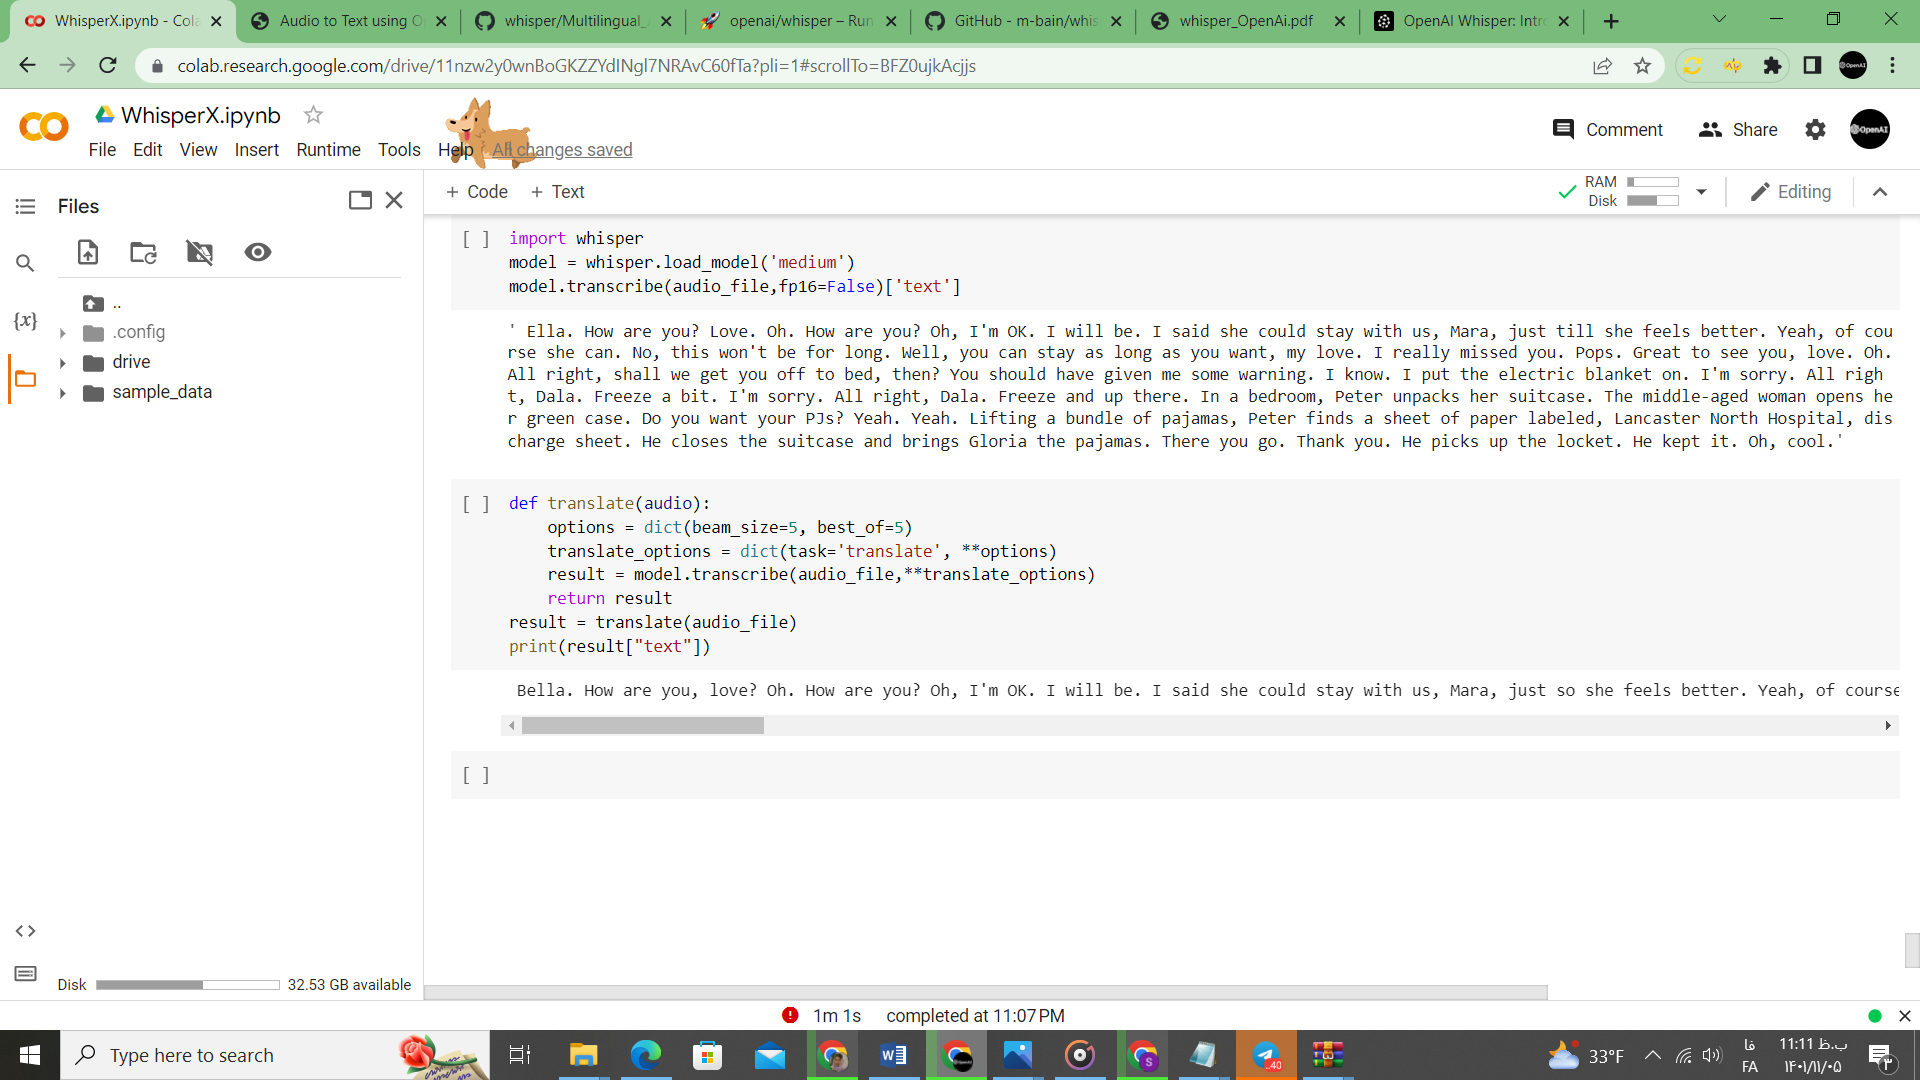 WhisperX.ipynb - Cola
Audio to Text using O
whisper/Multilingual_
openai/whisper – Run
GitHub - m-bain/whis
whisper_OpenAi.pdf
OpenAI Whisper: Intro
colab.research.google.com/drive/11nzw2y0wnBoGKZZYdINgl7NRAvC60fTa?pli=1#scrollTo=BFZ0ujkAcjjs
WhisperX.ipynb
File Edit View Insert Runtime Tools Help All changes saved
Comment Share OpenAI
Files
+ Code + Text
RAM
Disk
Editing
..
.config
drive
sample_data
{x}
[ ] import whisper
model = whisper.load_model('medium')
model.transcribe(audio_file,fp16=False)['text']
' Ella. How are you? Love. Oh. How are you? Oh, I'm OK. I will be. I said she could stay with us, Mara, just till she feels better. Yeah, of cou
rse she can. No, this won't be for long. Well, you can stay as long as you want, my love. I really missed you. Pops. Great to see you, love. Oh.
All right, shall we get you off to bed, then? You should have given me some warning. I know. I put the electric blanket on. I'm sorry. All righ
t, Dala. Freeze a bit. I'm sorry. All right, Dala. Freeze and up there. In a bedroom, Peter unpacks her suitcase. The middle-aged woman opens he
r green case. Do you want your PJs? Yeah. Yeah. Lifting a bundle of pajamas, Peter finds a sheet of paper labeled, Lancaster North Hospital, dis
charge sheet. He closes the suitcase and brings Gloria the pajamas. There you go. Thank you. He picks up the locket. He kept it. Oh, cool.'
[ ] def translate(audio):
options = dict(beam_size=5, best_of=5)
translate_options = dict(task='translate', **options)
result = model.transcribe(audio_file,**translate_options)
return result
result = translate(audio_file)
print(result["text"])
Bella. How are you, love? Oh. How are you? Oh, I'm OK. I will be. I said she could stay with us, Mara, just so she feels better. Yeah, of course
[ ]
Disk 32.53 GB available
1m 1s completed at 11:07 PM
Type here to search
.40
33°F
فا
FA
11:11 ب.ظ
۱۴۰۱/۱۱/۰۵
۳